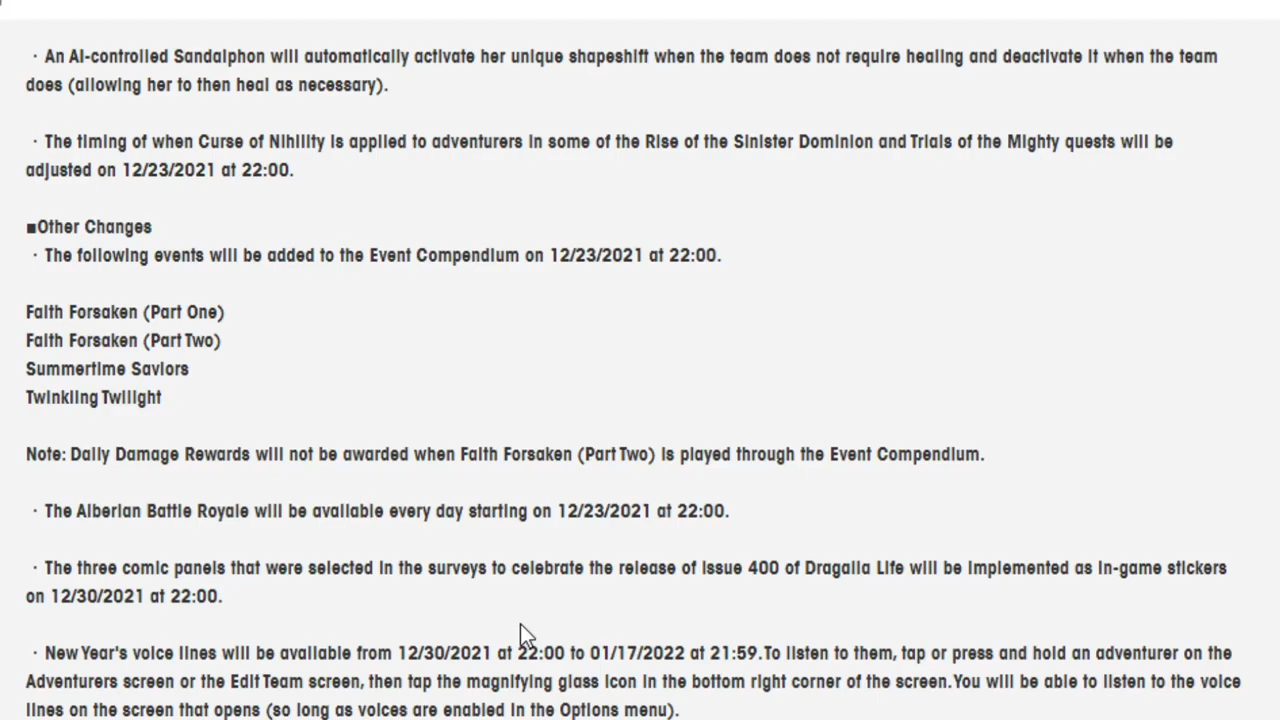 · An AI-controlled Sandalphon will automatically activate her unique shapeshift when the team does not require healing and deactivate it when the team
does (allowing her to then heal as necessary).
· The timing of when Curse of Nihility is applied to adventurers in some of the Rise of the Sinister Dominion and Trials of the Mighty quests will be
adjusted on 12/23/2021 at 22:00.
■Other Changes
· The following events will be added to the Event Compendium on 12/23/2021 at 22:00.
Faith Forsaken (Part One)
Faith Forsaken (Part Two)
Summertime Saviors
Twinkling Twilight
Note: Daily Damage Rewards will not be awarded when Faith Forsaken (Part Two) is played through the Event Compendium.
· The Alberian Battle Royale will be available every day starting on 12/23/2021 at 22:00.
· The three comic panels that were selected in the surveys to celebrate the release of issue 400 of Dragalia Life will be implemented as in-game stickers
on 12/30/2021 at 22:00.
· New Year's voice lines will be available from 12/30/2021 at 22:00 to 01/17/2022 at 21:59. To listen to them, tap or press and hold an adventurer on the
Adventurers screen or the Edit Team screen, then tap the magnifying glass icon in the bottom right corner of the screen. You will be able to listen to the voice
lines on the screen that opens (so long as voices are enabled in the Options menu).